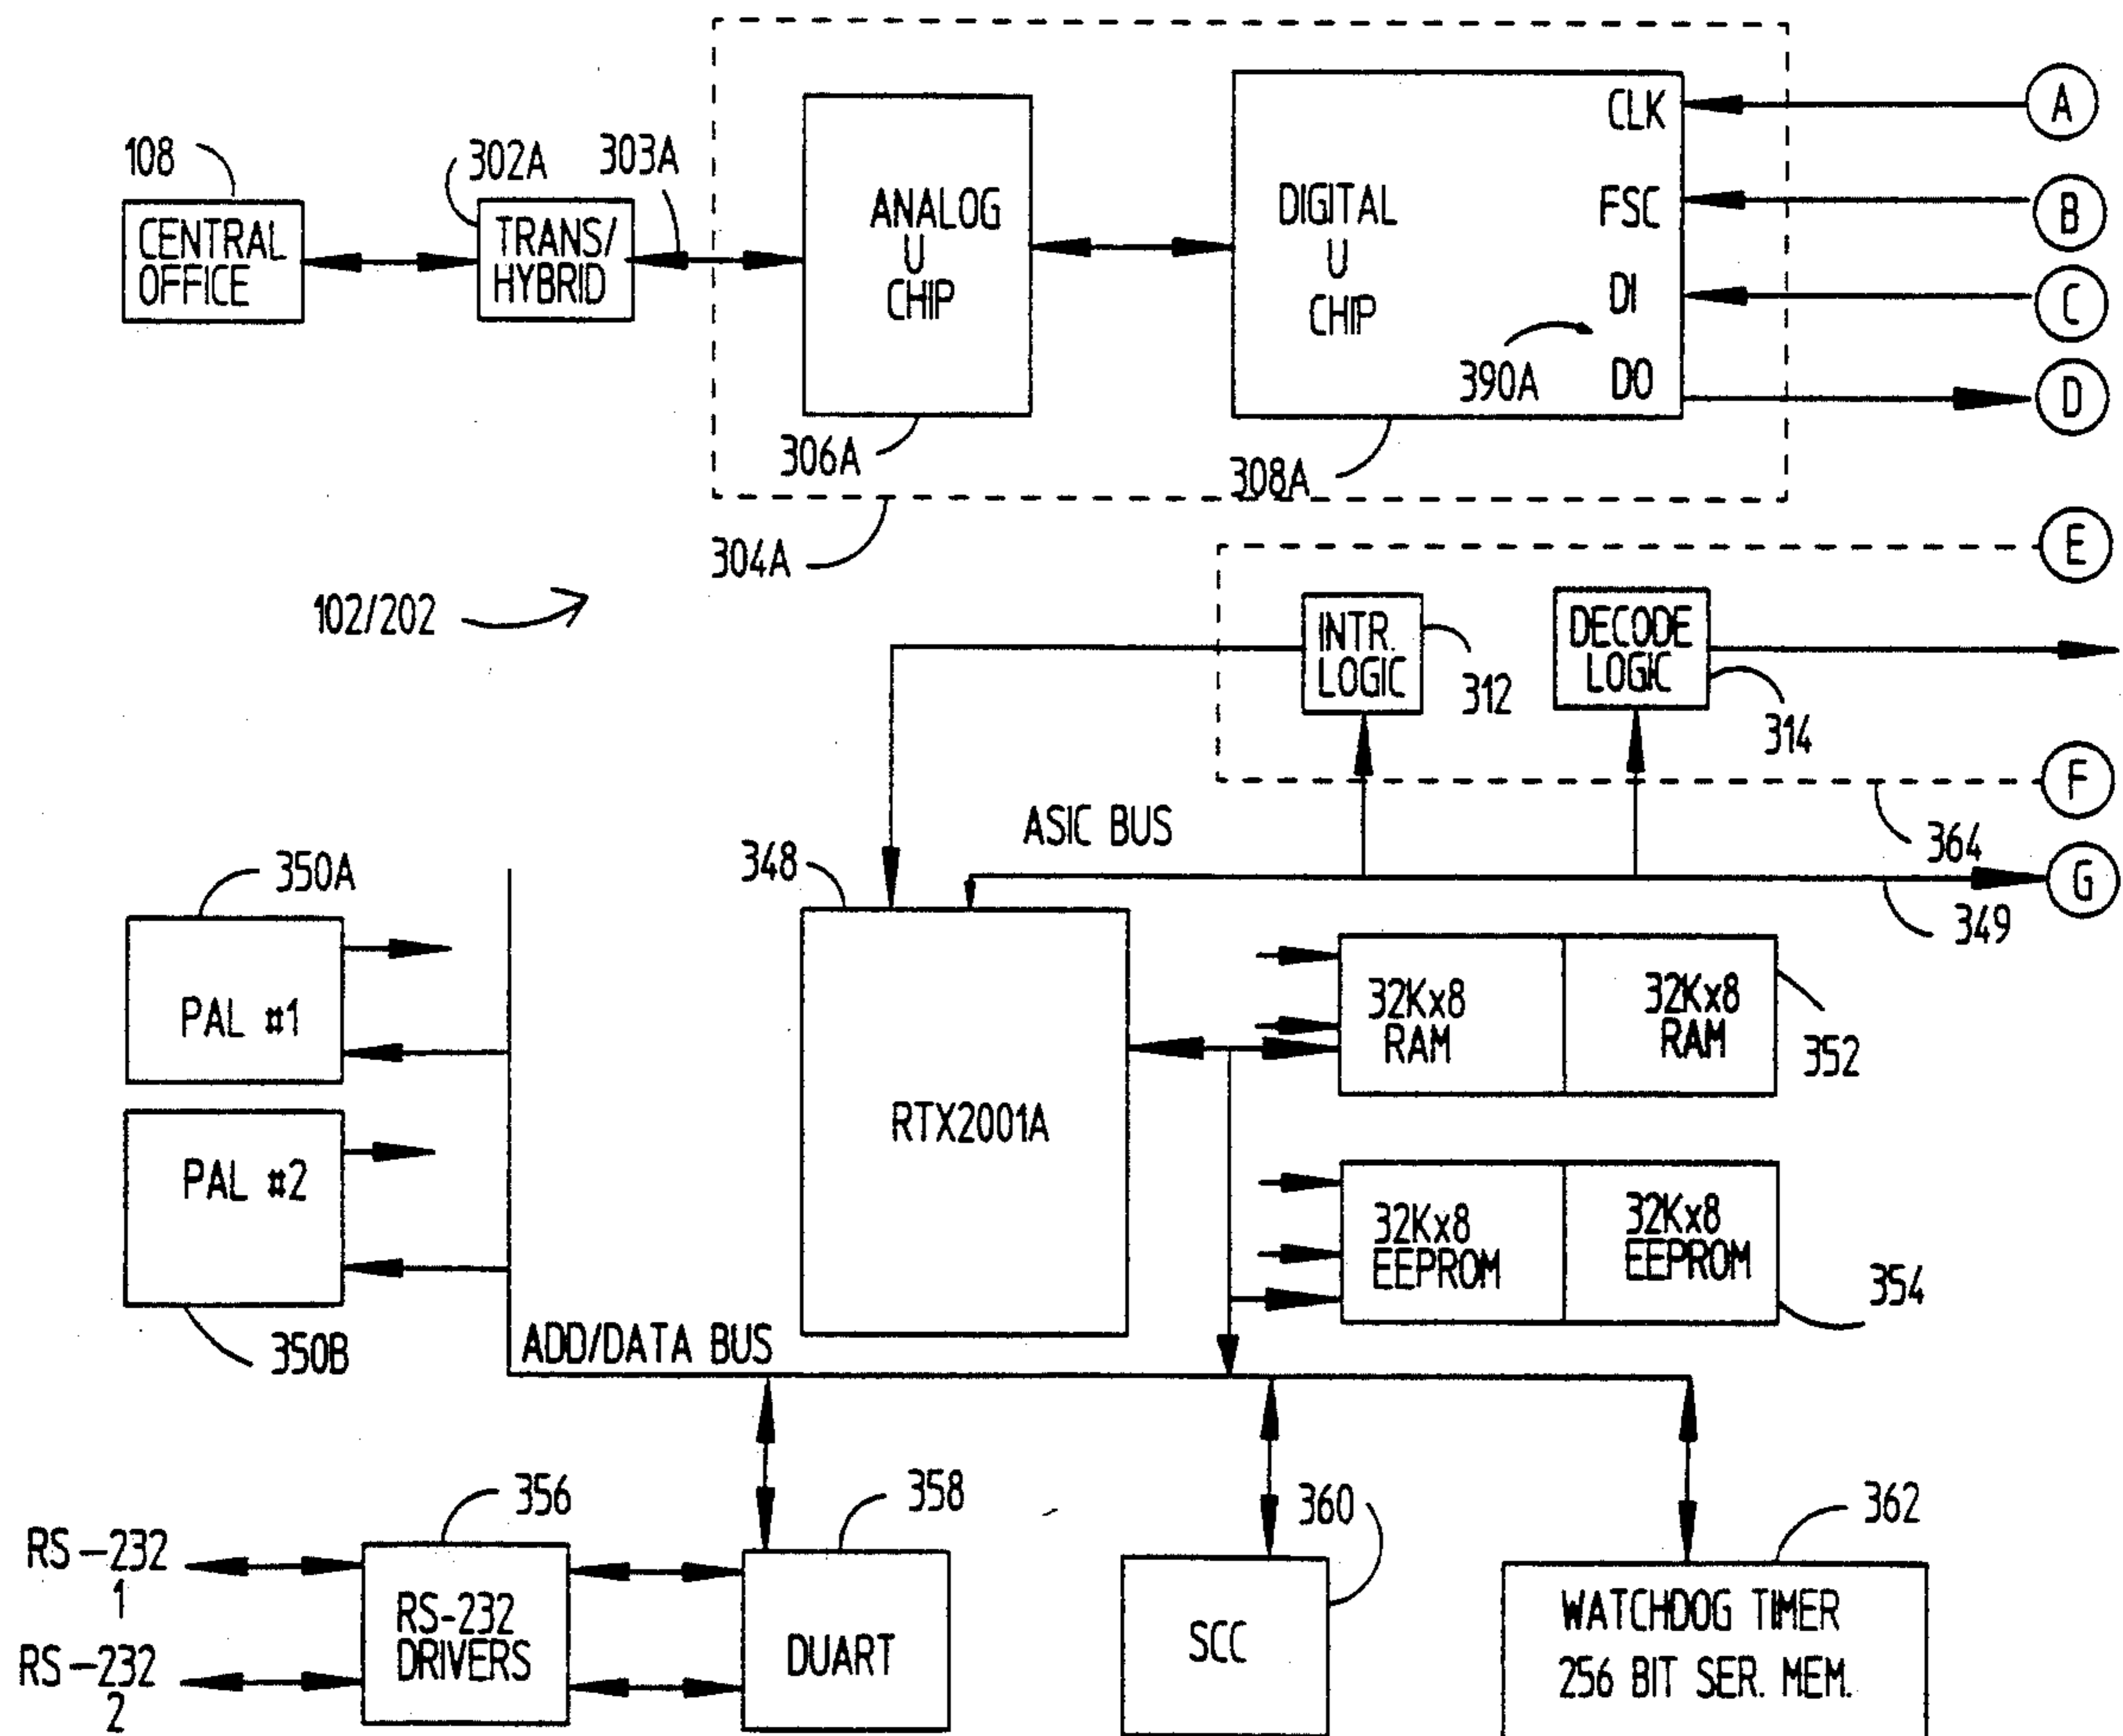 CLK
A
108
302A
303A
FSC
B
CENTRAL
OFFICE
TRANS/
HYBRID
ANALOG
U
CHIP
DIGITAL
U
CHIP
DI
C
390A
DO
D
306A
308A
304A
E
102/202
INTR.
LOGIC
312
DECODE
LOGIC
314
F
ASIC BUS
364
348
G
349
350A
PAL #1
32Kx8
RAM
32Kx8
RAM
352
RTX2001A
PAL #2
32Kx8
EEPROM
32Kx8
EEPROM
354
350B
ADD/DATA BUS
356
358
360
362
RS-232
1
RS-232
2
RS-232
DRIVERS
DUART
SCC
WATCHDOG TIMER
256 BIT SER. MEM.